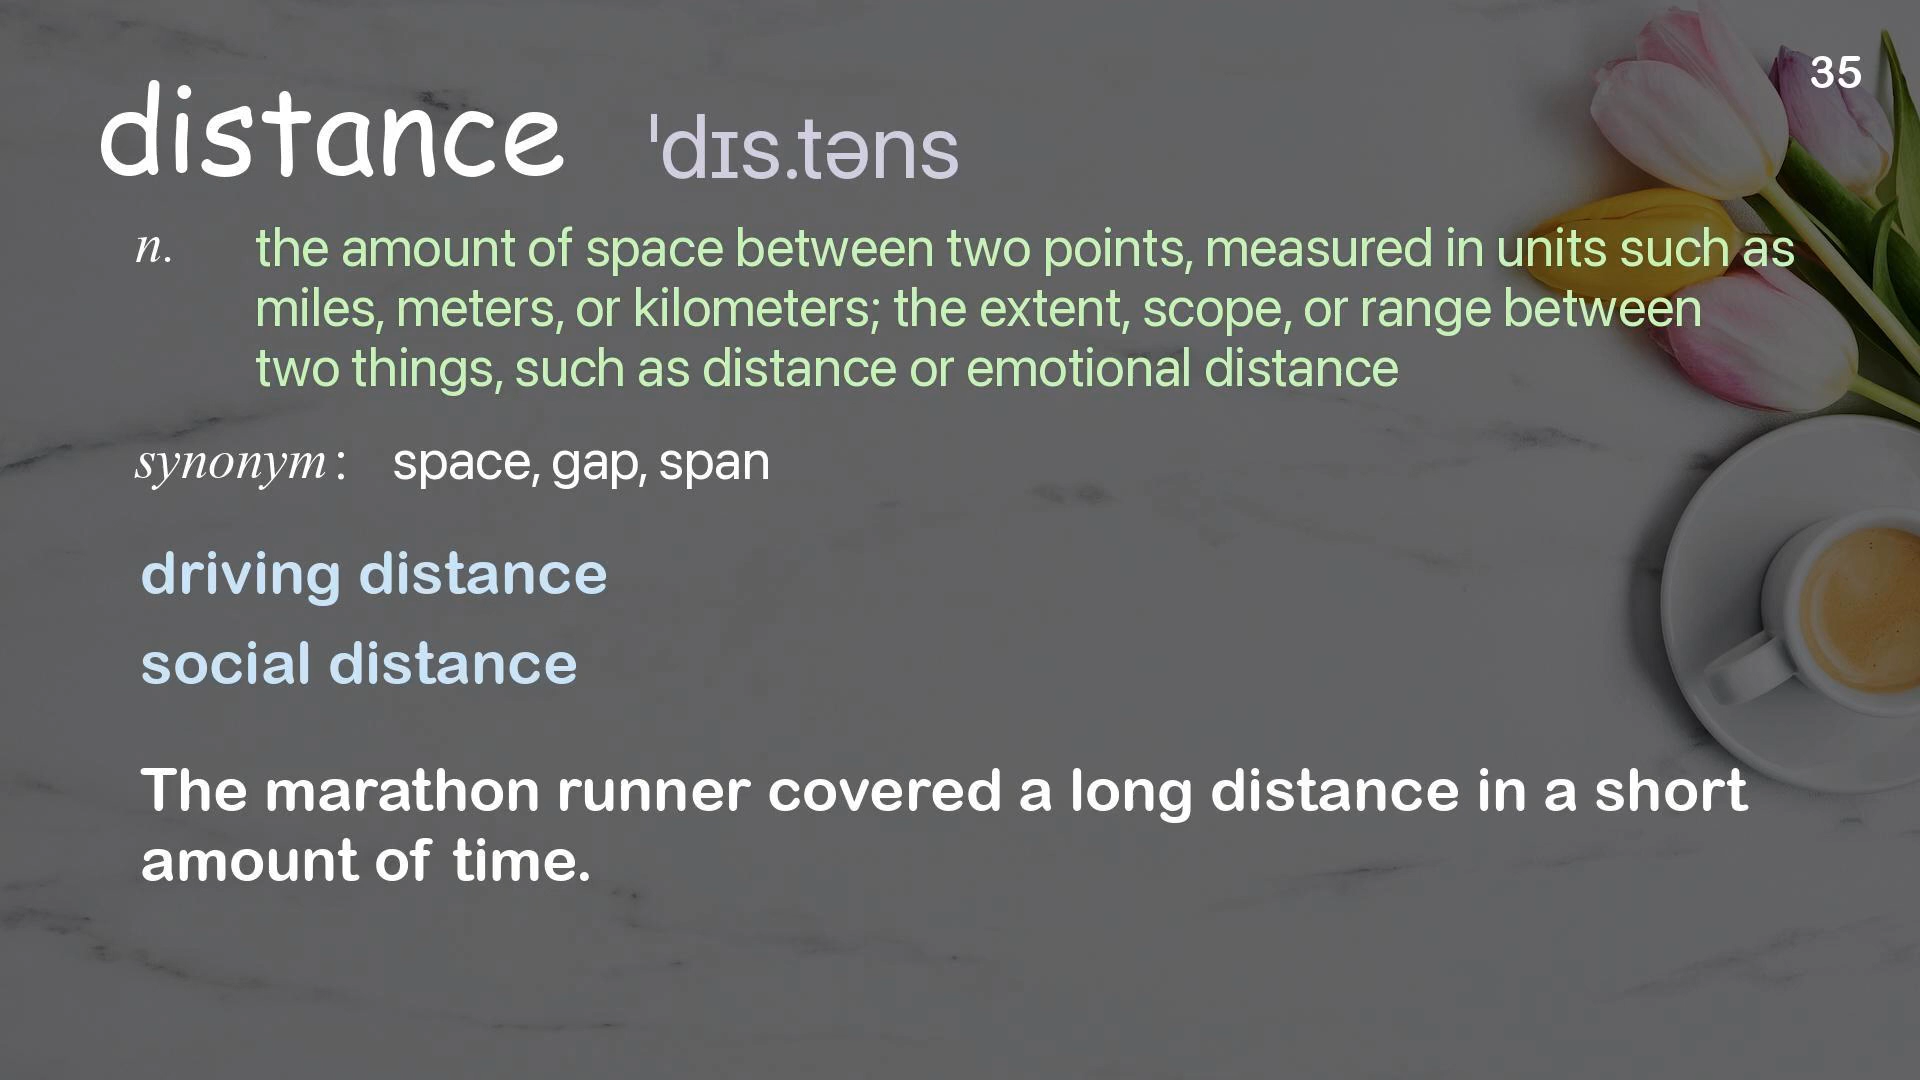 35
distance ˈdɪs.təns
n. the amount of space between two points, measured in units such as
miles, meters, or kilometers; the extent, scope, or range between
two things, such as distance or emotional distance
synonym: space, gap, span
driving distance
social distance
The marathon runner covered a long distance in a short
amount of time.